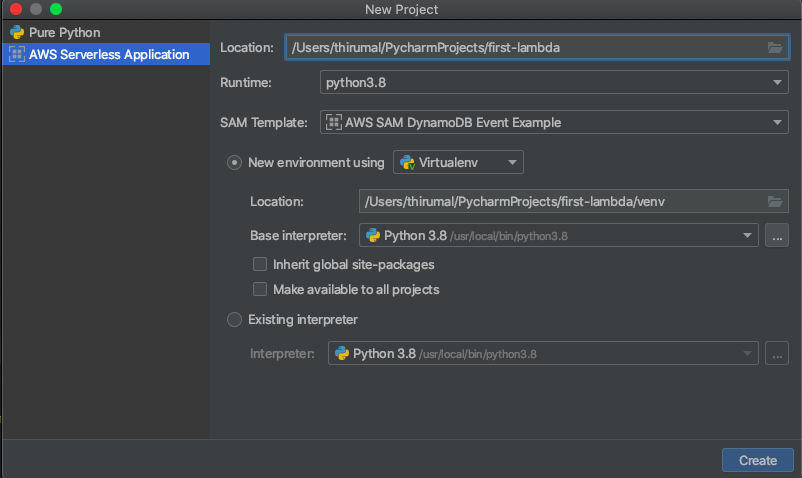 New Project
Pure Python
AWS Serverless Application
Location: /Users/thirumal/PycharmProjects/first-lambda
Runtime: python3.8
SAM Template: AWS SAM DynamoDB Event Example
New environment using Virtualenv
Location: /Users/thirumal/PycharmProjects/first-lambda/venv
Base interpreter: Python 3.8 /usr/local/bin/python3.8 ...
Inherit global site-packages
Make available to all projects
Existing interpreter
Interpreter: Python 3.8 /usr/local/bin/python3.8 ...
Create